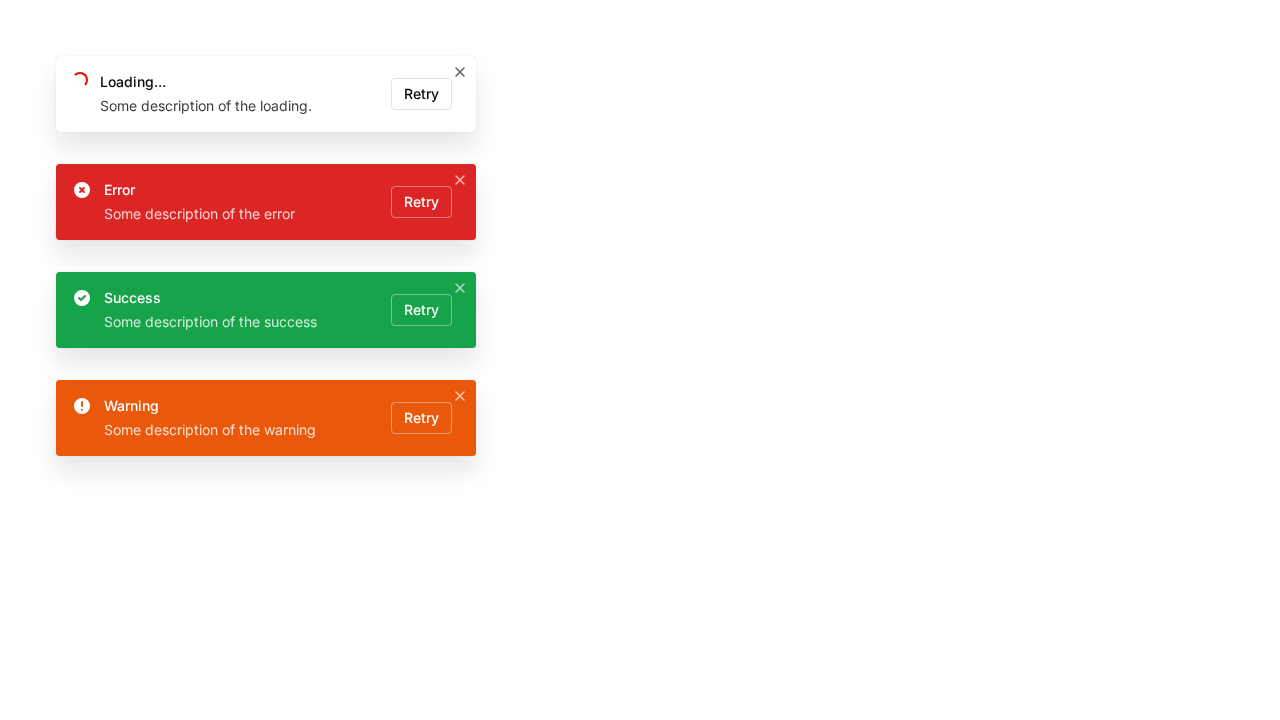 Loading...
Some description of the loading.
Retry
Error
Some description of the error
Retry
Success
Some description of the success
Retry
Warning
Some description of the warning
Retry